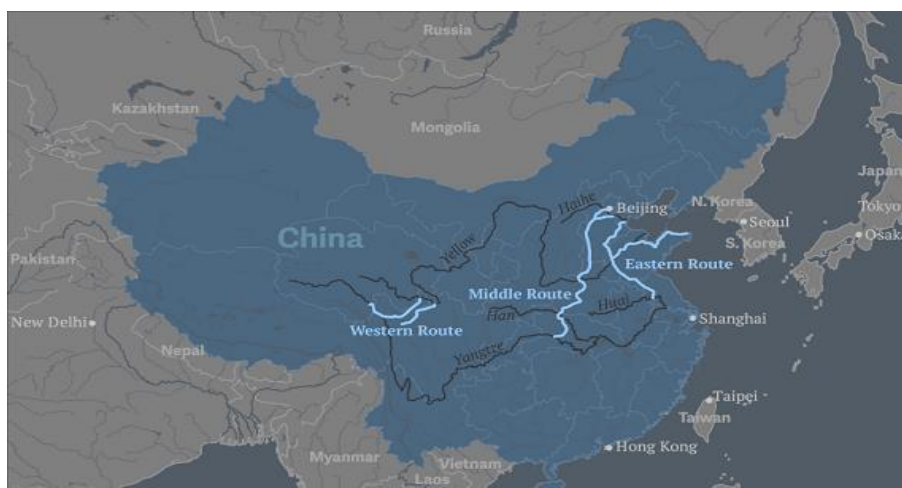 Russia
Kazakhstan
Mongolia
Japan
N. Korea
Tokyo
Haihe
Beijing
Seoul
Osaka
S. Korea
China
Yellow
Pakistan
Eastern Route
Middle Route
Huai
Han
Shanghai
New Delhi
Western Route
Nepal
Yangtze
Taipei
Taiwan
Hong Kong
Myanmar
Vietnam
Laos